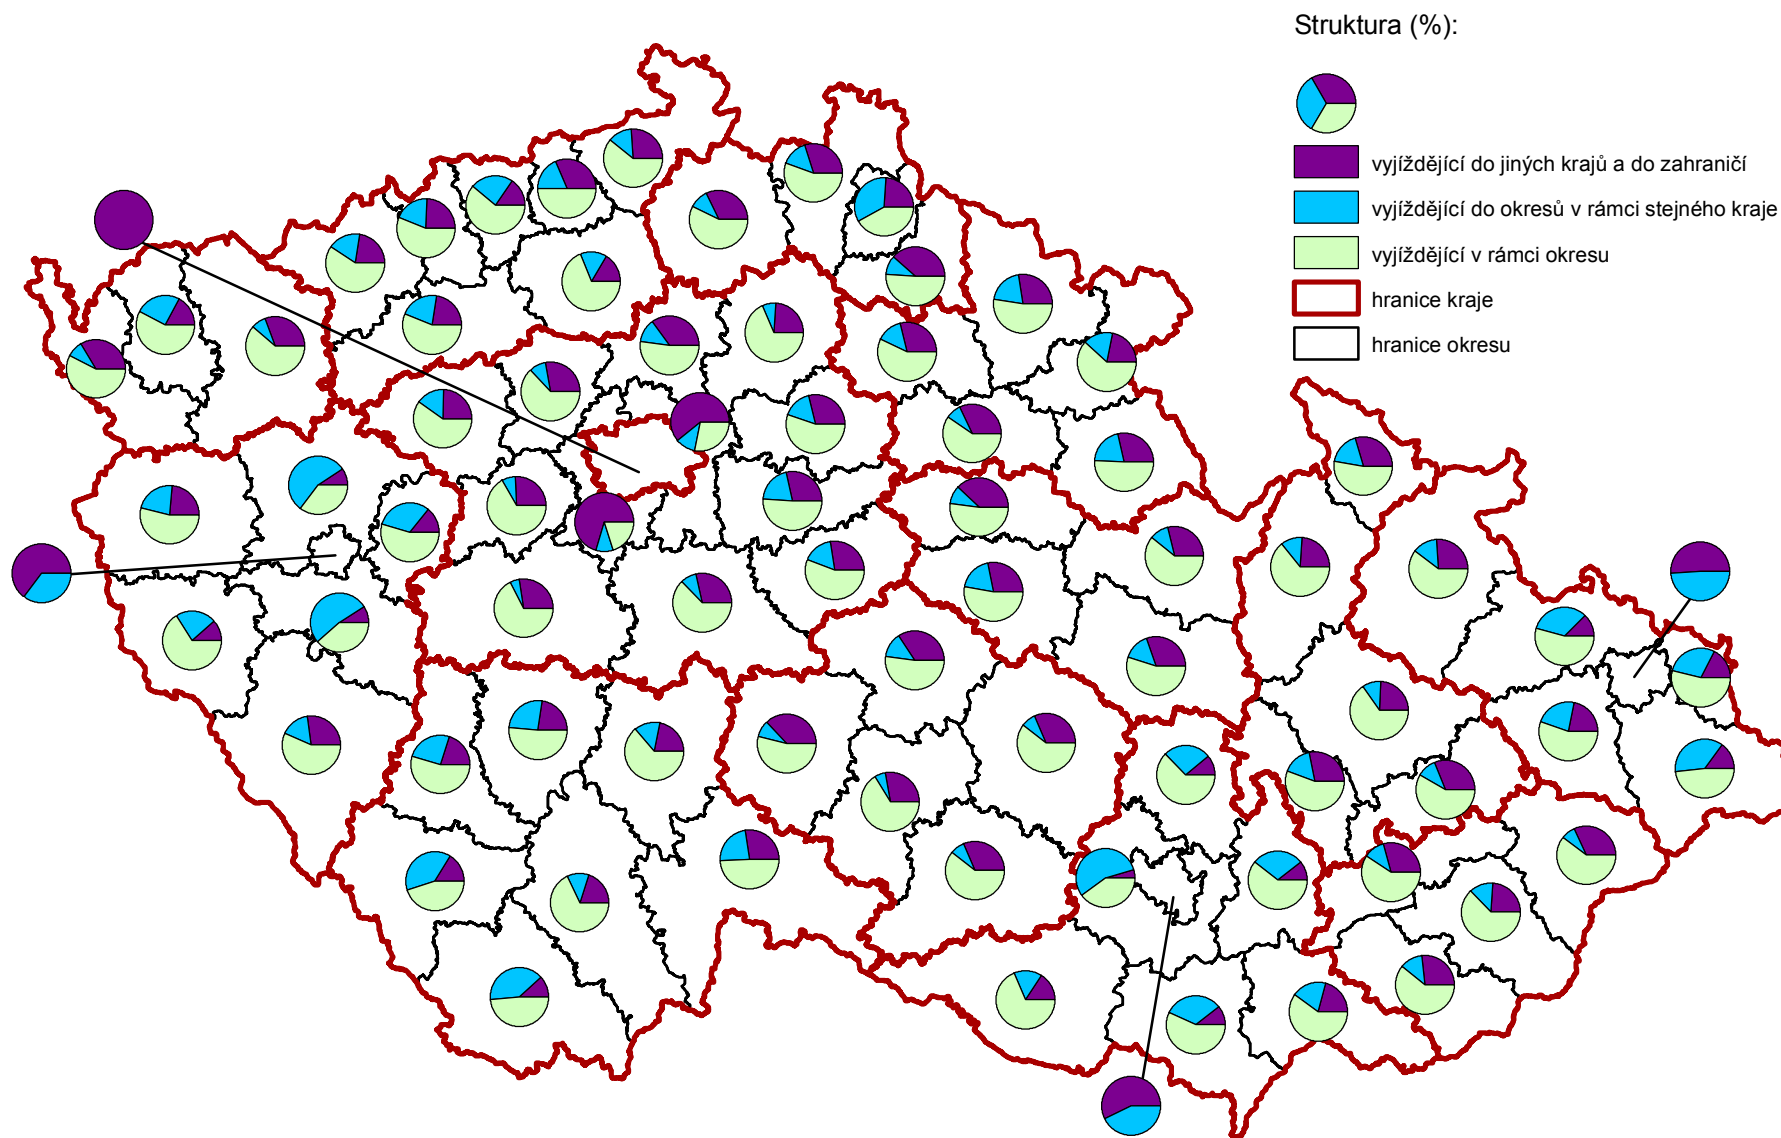 Struktura (%):
vyjíždějící do jiných krajů a do zahraničí
vyjíždějící do okresů v rámci stejného kraje
vyjíždějící v rámci okresu
hranice kraje
hranice okresu